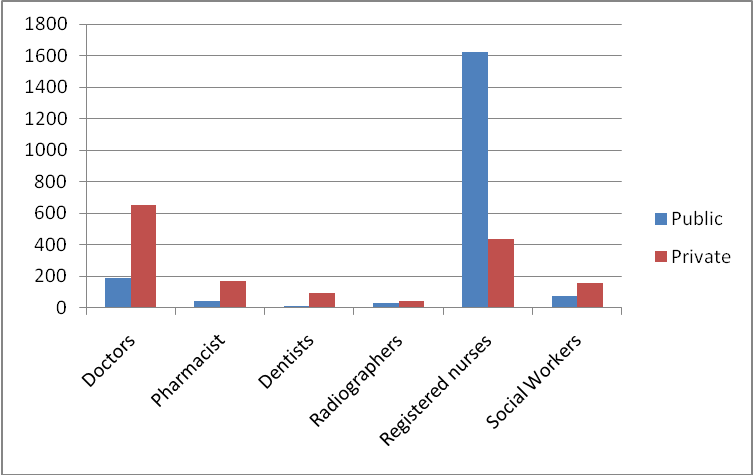 1800
1600
1400
1200
1000
800
600
400
200
0
Doctors
Pharmacist
Dentists
Radiographers
Registered nurses
Social Workers
Public
Private